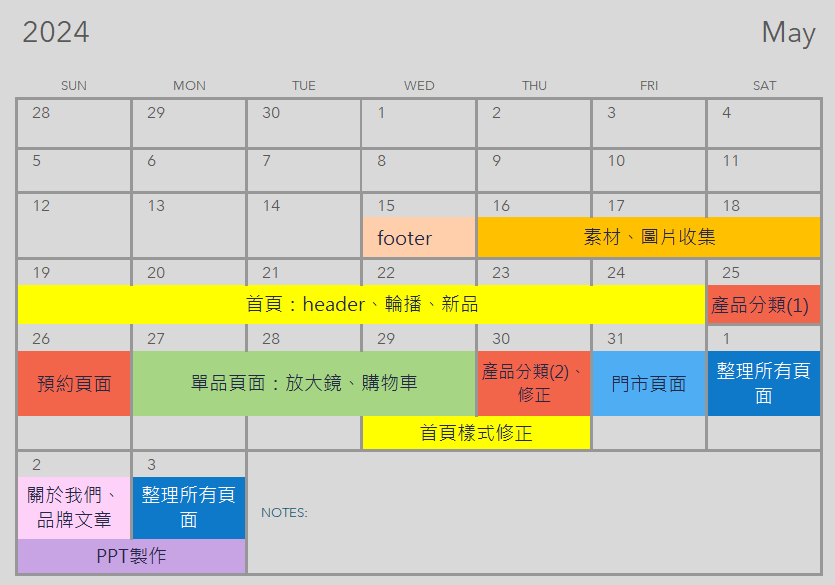 2024
May
SUN MON TUE WED THU FRI SAT
28 29 30 1 2 3 4
5 6 7 8 9 10 11
12 13 14 15 16 17 18
footer
素材、圖片收集
19 20 21 22 23 24 25
首頁：header、輪播、新品
產品分類(1)
26 27 28 29 30 31 1
預約頁面
單品頁面：放大鏡、購物車
產品分類(2)、
修正
門市頁面
整理所有頁
面
首頁樣式修正
2 3
關於我們、
品牌文章
整理所有頁
面
NOTES:
PPT製作